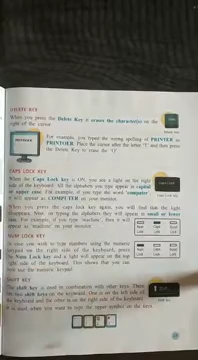 DELETE KEY
When you press the Delete Key it erases the character(s) on the
right of the cursor.
For example, you typed the wrong spelling of PRINTER as
PRINTOER. Place the cursor after the letter 'T' and then press
the Delete Key to erase the "O"
PRINTOER
CAPS LOCK KEY
When the Caps Lock key is ON, you see a light on the right
side of the keyboard. All the alphabets you type appear in capital
or upper case. For example, if you type the word 'computer'
it will appear as COMPUTER on your monitor.
When you press the caps lock key again, you will find that the light
disappears. Now, on typing the alphabets they will appear in small or lower
case. For example, if you type 'machine', then it will
appear as 'machine' on your monitor.
NUM LOCK KEY
In case you wish to type numbers using the numeric
keypad on the right side of the keyboard, press
the Num Lock key and a light will appear on the top
right side of the keyboard. This shows that you can
now use the numeric keypad.
SHIFT KEY
The shift key is used in combination with other keys. There
are two shift keys on the keyboard. One is on the left side of
the keyboard and the other is on the right side of the keyboard.
It is used when you want to type the upper symbol on the keys.